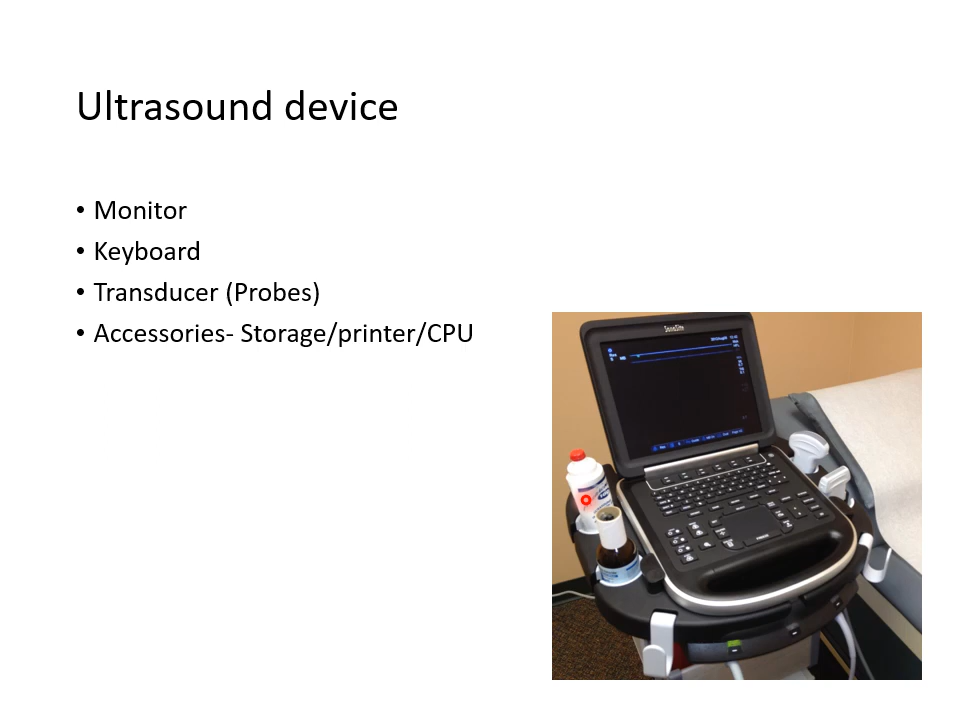 Ultrasound device
• Monitor
• Keyboard
• Transducer (Probes)
• Accessories- Storage/printer/CPU